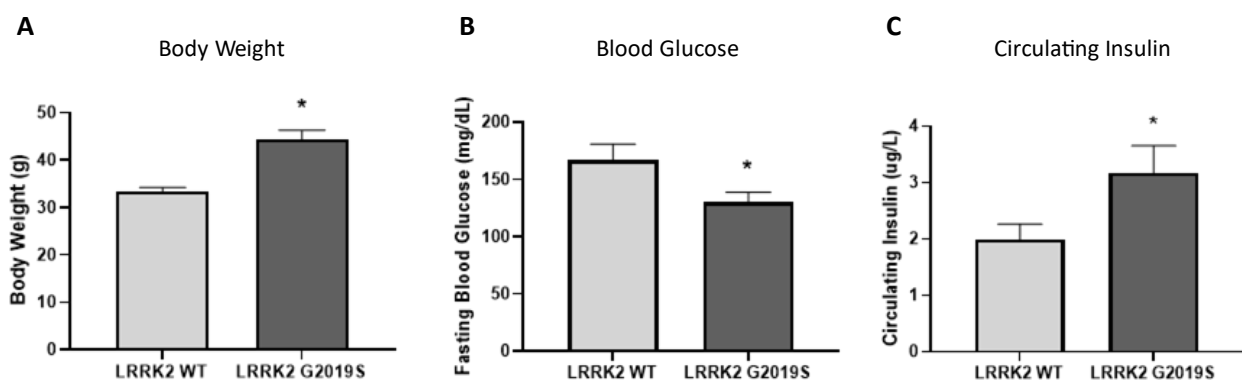 A
Body Weight
*
50
40
30
20
10
0
Body Weight (g)
LRRK2 WT
LRRK2 G2019S
B
Blood Glucose
*
200
150
100
50
0
Fasting Blood Glucose (mg/dL)
LRRK2 WT
LRRK2 G2019S
C
Circulating Insulin
*
4
3
2
1
0
Circulating Insulin (ug/L)
LRRK2 WT
LRRK2 G2019S